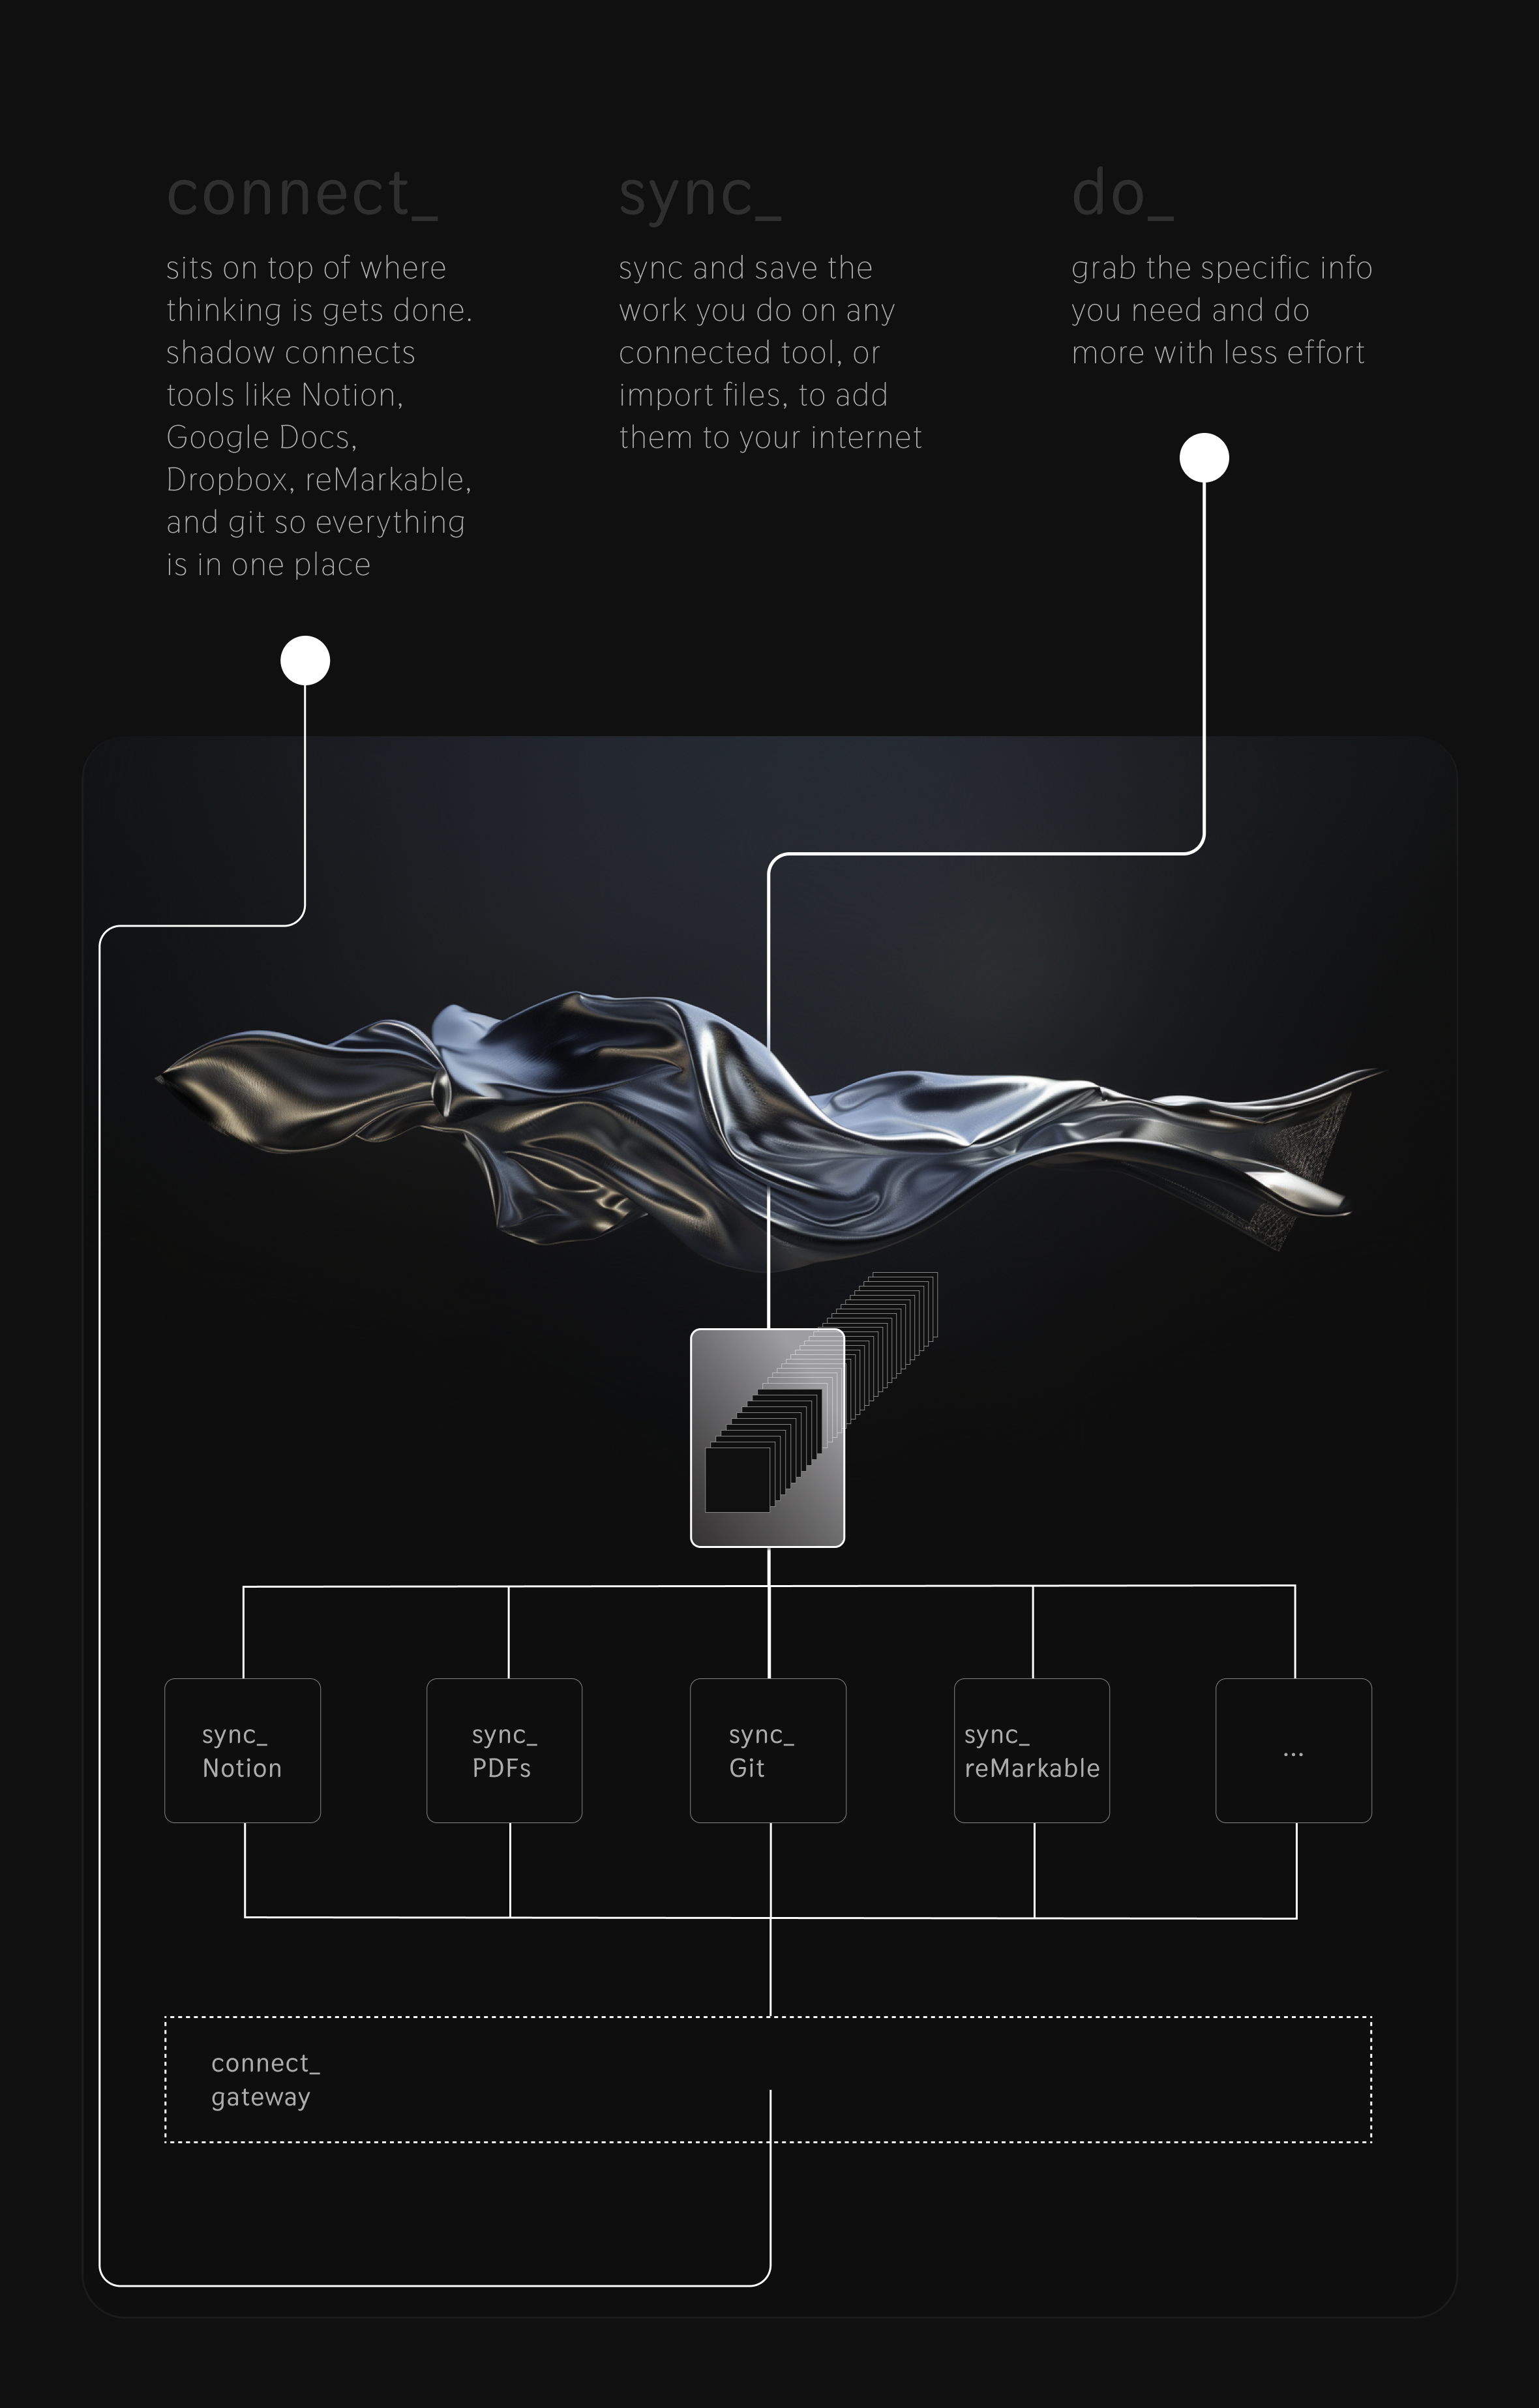 connect_
sits on top of where
thinking is gets done.
shadow connects
tools like Notion,
Google Docs,
Dropbox, reMarkable,
and git so everything
is in one place
sync_
sync and save the
work you do on any
connected tool, or
import files, to add
them to your internet
do_
grab the specific info
you need and do
more with less effort
sync_
Notion
sync_
PDFs
sync_
Git
sync_
reMarkable
...
connect_
gateway